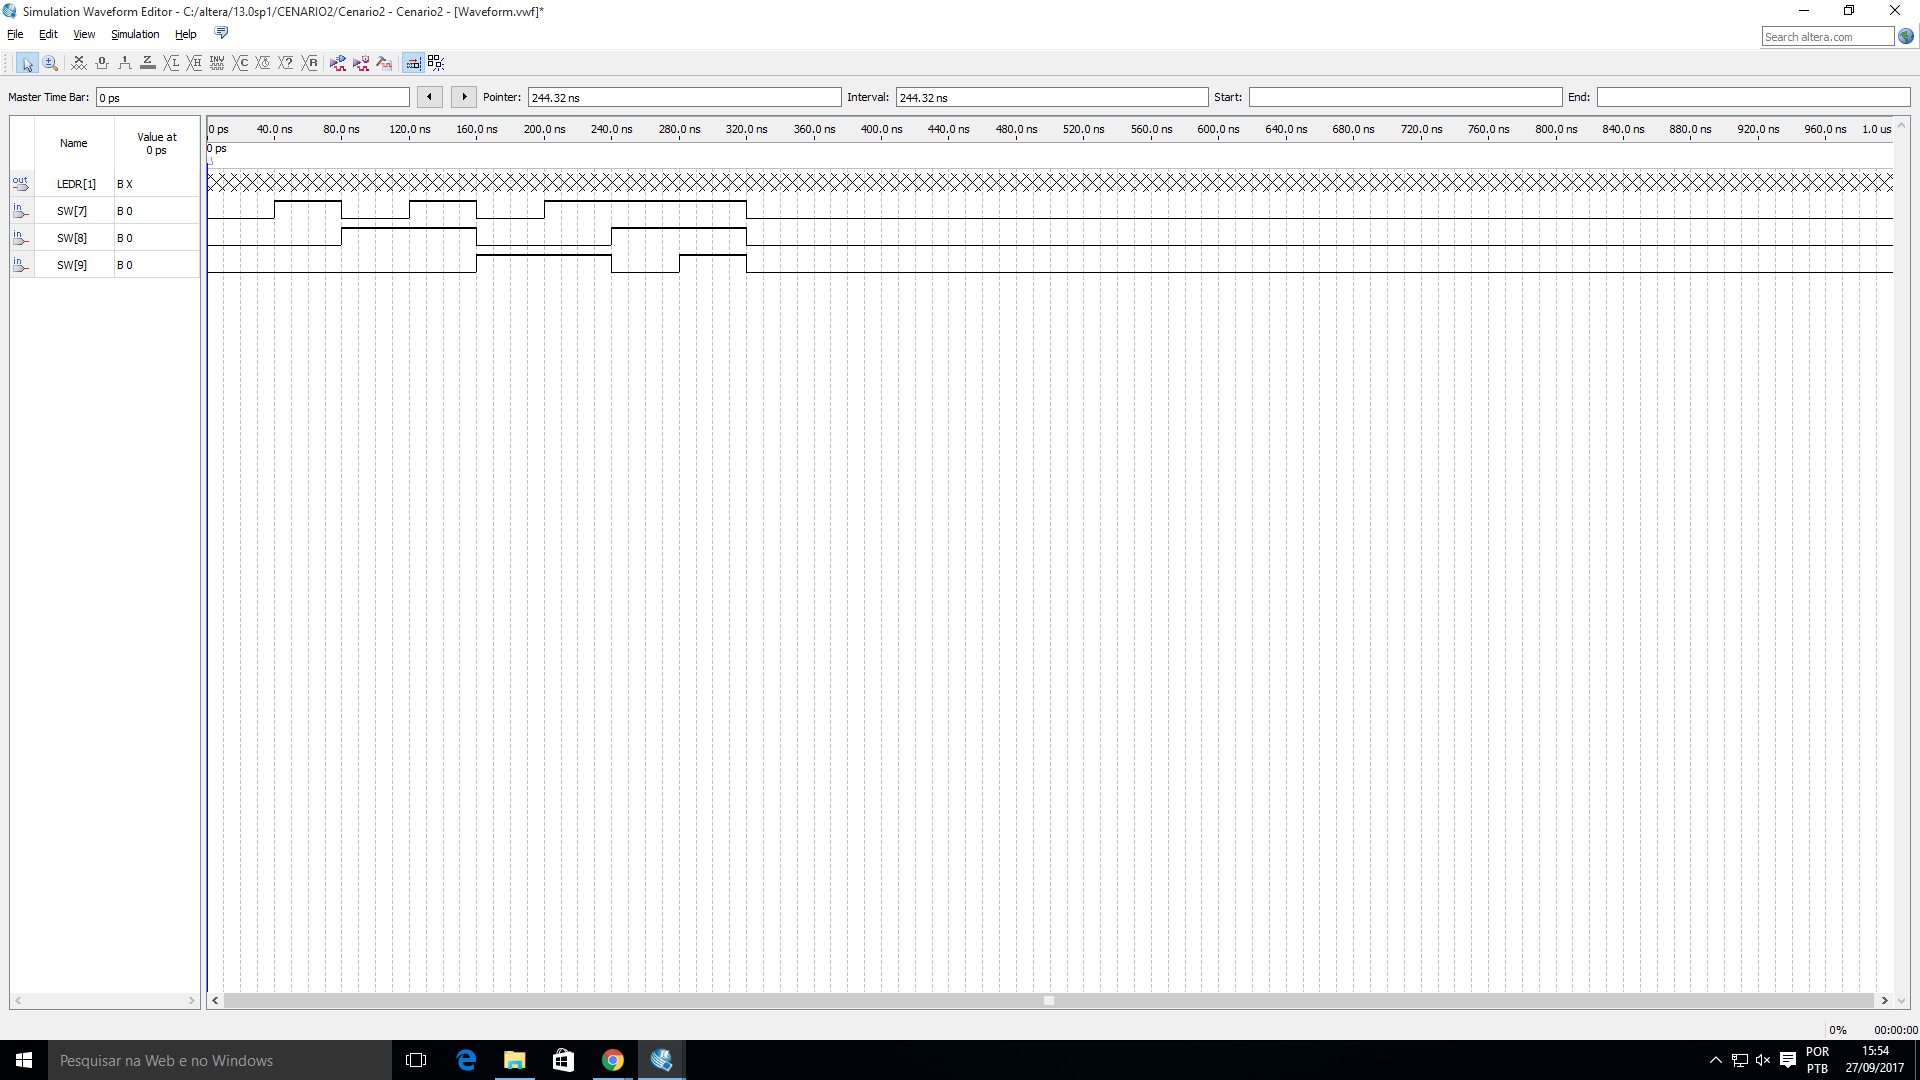 Simulation Waveform Editor - C:/altera/13.0sp1/CENARIO2/Cenario2 - Cenario2 - [Waveform.vwf]*
File Edit View Simulation Help
Search altera.com
Master Time Bar: 0 ps Pointer: 244.32 ns Interval: 244.32 ns Start: End:
Name Value at 0 ps
0 ps 40.0 ns 80.0 ns 120.0 ns 160.0 ns 200.0 ns 240.0 ns 280.0 ns 320.0 ns 360.0 ns 400.0 ns 440.0 ns 480.0 ns 520.0 ns 560.0 ns 600.0 ns 640.0 ns 680.0 ns 720.0 ns 760.0 ns 800.0 ns 840.0 ns 880.0 ns 920.0 ns 960.0 ns 1.0 us
0 ps
out LEDR[1] B X
in SW[7] B 0
in SW[8] B 0
in SW[9] B 0
0% 00:00:00
Pesquisar na Web e no Windows
POR
PTB
15:54
27/09/2017